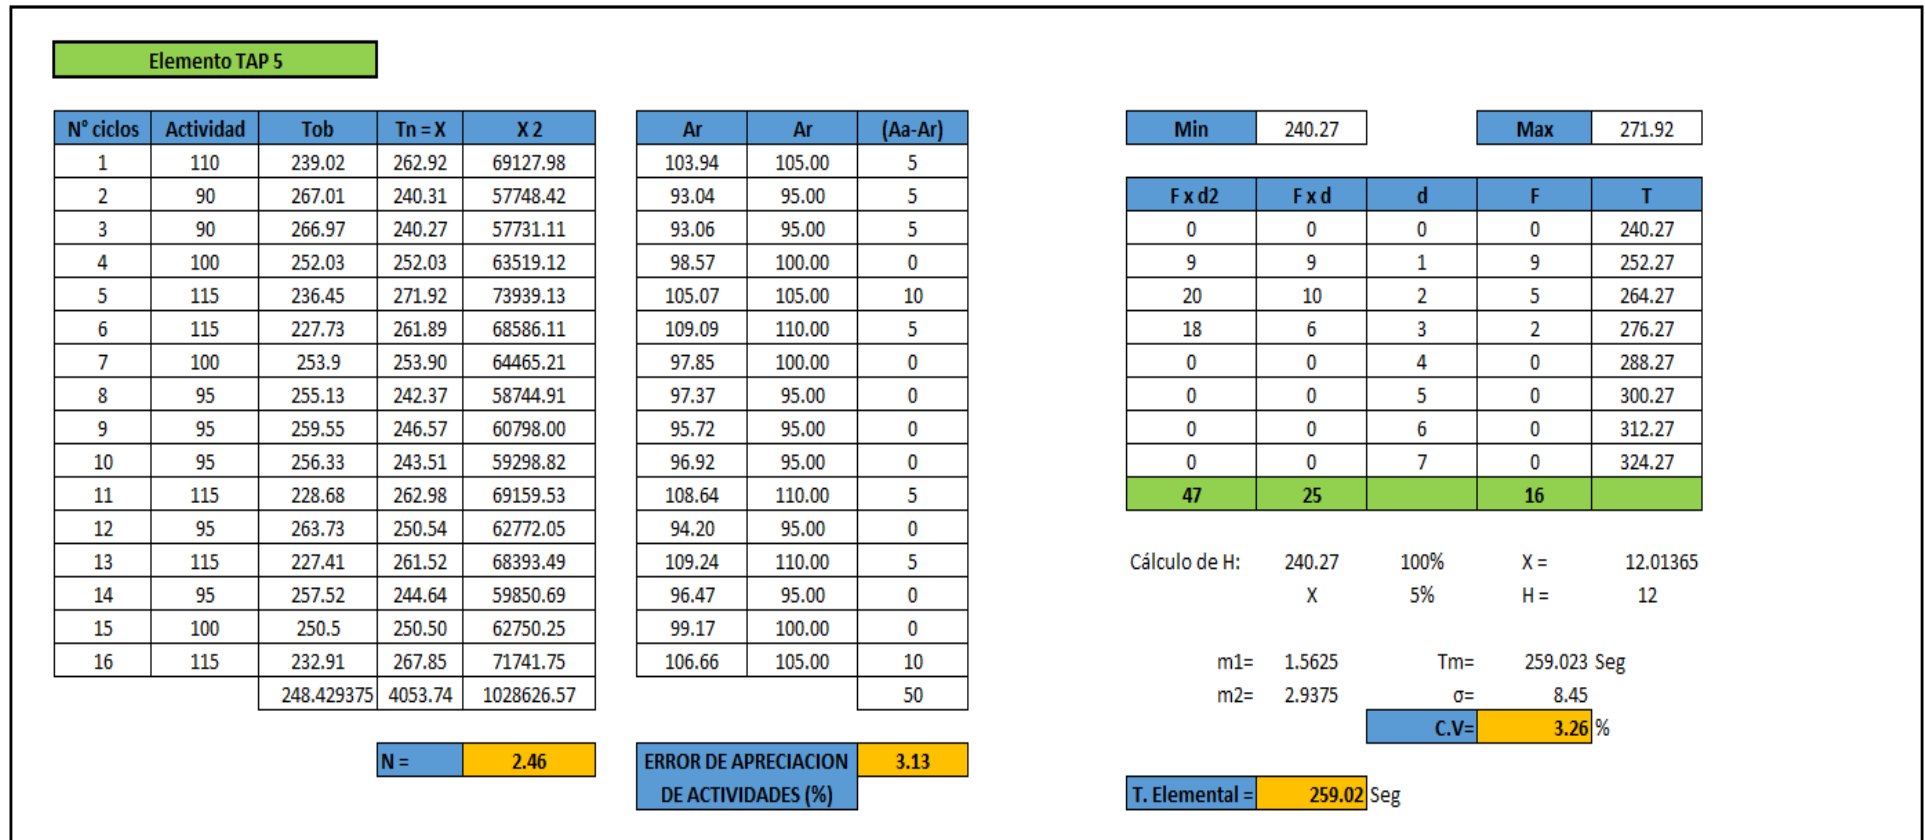 Elemento TAP 5
N° ciclos Actividad Tob Tn = X X 2 Ar Ar (Aa-Ar) Min 240.27 Max 271.92
1 110 239.02 262.92 69127.98 103.94 105.00 5
2 90 267.01 240.31 57748.42 93.04 95.00 5 F x d2 F x d d F T
3 90 266.97 240.27 57731.11 93.06 95.00 5 0 0 0 0 240.27
4 100 252.03 252.03 63519.12 98.57 100.00 0 9 9 1 9 252.27
5 115 236.45 271.92 73939.13 105.07 105.00 10 20 10 2 5 264.27
6 115 227.73 261.89 68586.11 109.09 110.00 5 18 6 3 2 276.27
7 100 253.9 253.90 64465.21 97.85 100.00 0 0 0 4 0 288.27
8 95 255.13 242.37 58744.91 97.37 95.00 0 0 0 5 0 300.27
9 95 259.55 246.57 60798.00 95.72 95.00 0 0 0 6 0 312.27
10 95 256.33 243.51 59298.82 96.92 95.00 0 0 0 7 0 324.27
11 115 228.68 262.98 69159.53 108.64 110.00 5 47 25 16
12 95 263.73 250.54 62772.05 94.20 95.00 0
13 115 227.41 261.52 68393.49 109.24 110.00 5 Cálculo de H: 240.27 100% X = 12.01365
14 95 257.52 244.64 59850.69 96.47 95.00 0 X 5% H = 12
15 100 250.5 250.50 62750.25 99.17 100.00 0
16 115 232.91 267.85 71741.75 106.66 105.00 10 m1= 1.5625 Tm= 259.023 Seg
248.429375 4053.74 1028626.57 50 m2= 2.9375 σ= 8.45
C.V= 3.26 %
N = 2.46 ERROR DE APRECIACION 3.13
DE ACTIVIDADES (%) T. Elemental = 259.02 Seg